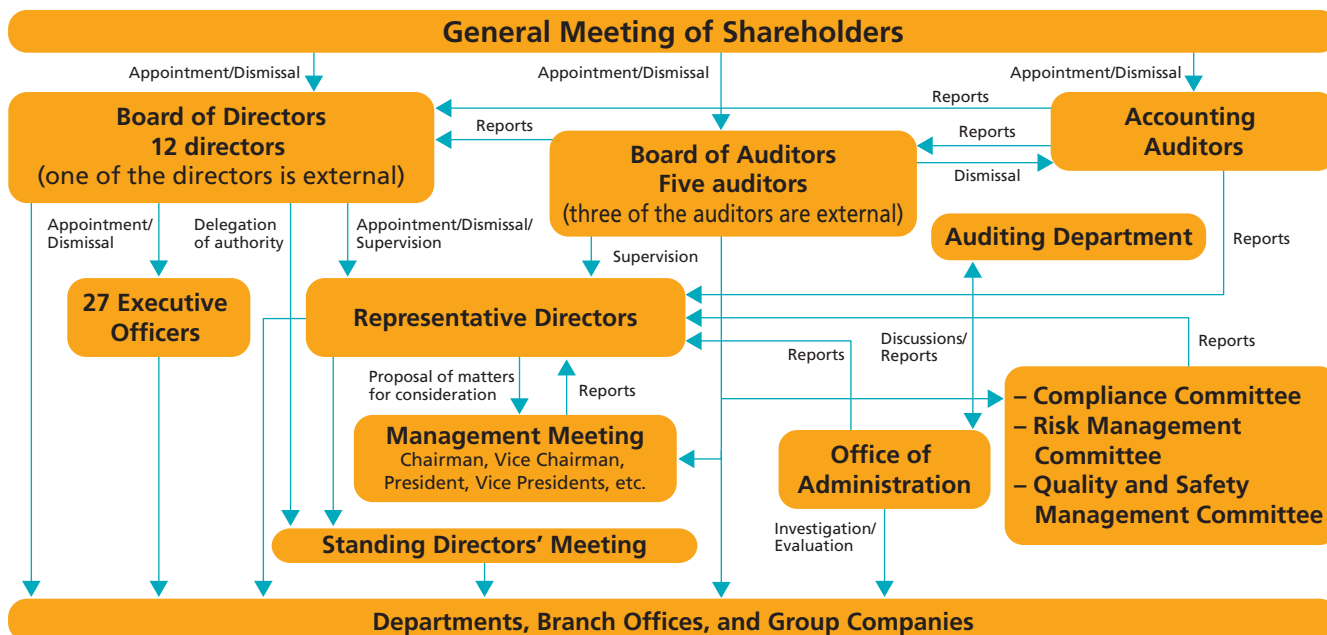 General Meeting of Shareholders
Appointment/Dismissal
Appointment/Dismissal
Appointment/Dismissal
Board of Directors
12 directors
(one of the directors is external)
Reports
Reports
Reports
Dismissal
Board of Auditors
Five auditors
(three of the auditors are external)
Accounting
Auditors
Appointment/
Dismissal
Delegation
of authority
Appointment/Dismissal/
Supervision
Supervision
Auditing Department
Reports
27 Executive
Officers
Representative Directors
Proposal of matters
for consideration
Reports
Reports
Discussions/
Reports
Reports
Management Meeting
Chairman, Vice Chairman,
President, Vice Presidents, etc.
Office of
Administration
– Compliance Committee
– Risk Management
Committee
– Quality and Safety
Management Committee
Investigation/
Evaluation
Standing Directors’ Meeting
Departments, Branch Offices, and Group Companies